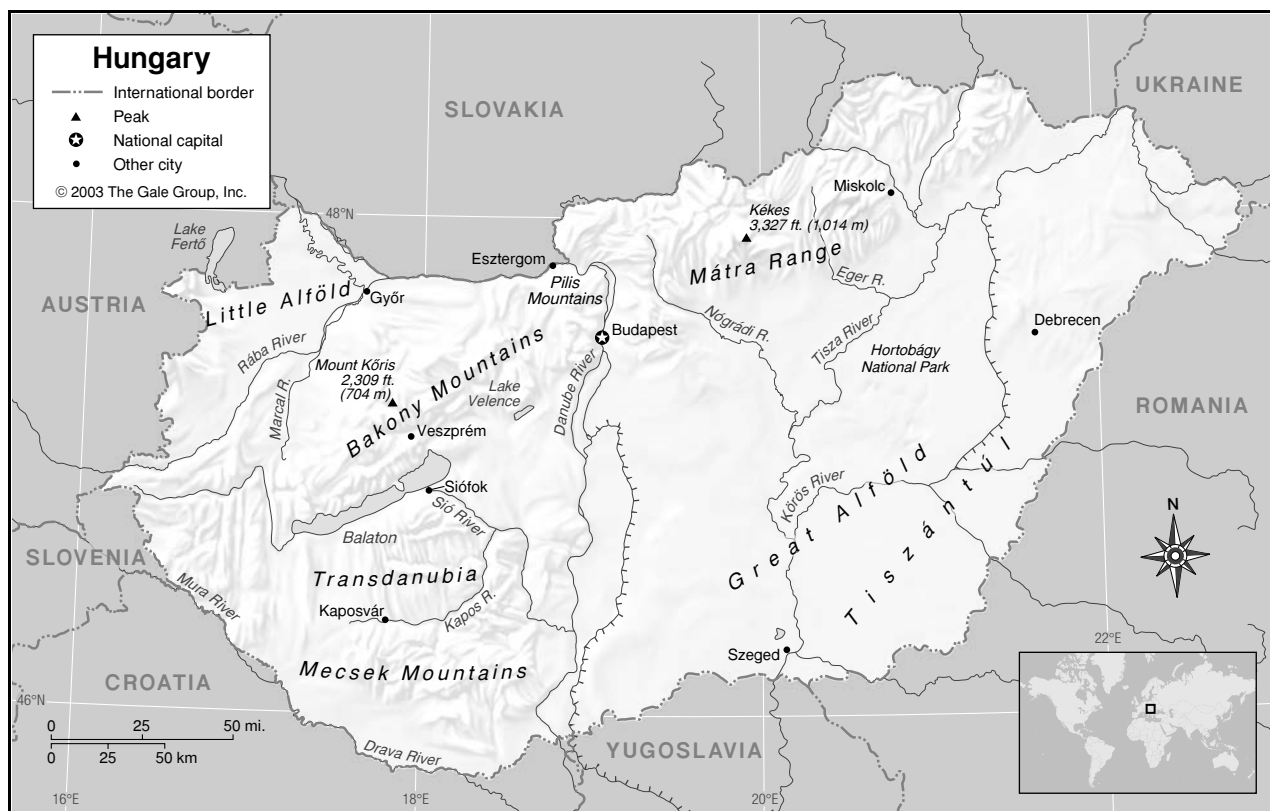 Hungary
International border
Peak
National capital
Other city
© 2003 The Gale Group, Inc.
SLOVAKIA
UKRAINE
AUSTRIA
ROMANIA
SLOVENIA
CROATIA
YUGOSLAVIA
48°N
46°N
16°E
18°E
20°E
22°E
Lake
Fertő
Little Alföld
Győr
Esztergom
Pilis
Mountains
Budapest
Miskolc
Kékes
3,327 ft. (1,014 m)
Mátra Range
Eger R.
Nógrádi R.
Tisza River
Hortobágy
National Park
Debrecen
Rába River
Marcal R.
Mount Kőris
2,309 ft.
(704 m)
Bakony Mountains
Lake
Velence
Danube River
Veszprém
Siófok
Sió River
Balaton
Transdanubia
Kaposvár
Kapos R.
Mecsek Mountains
Mura River
Drava River
Körös River
Great Alföld
Tiszántúl
Szeged
N
0 25 50 mi.
0 25 50 km